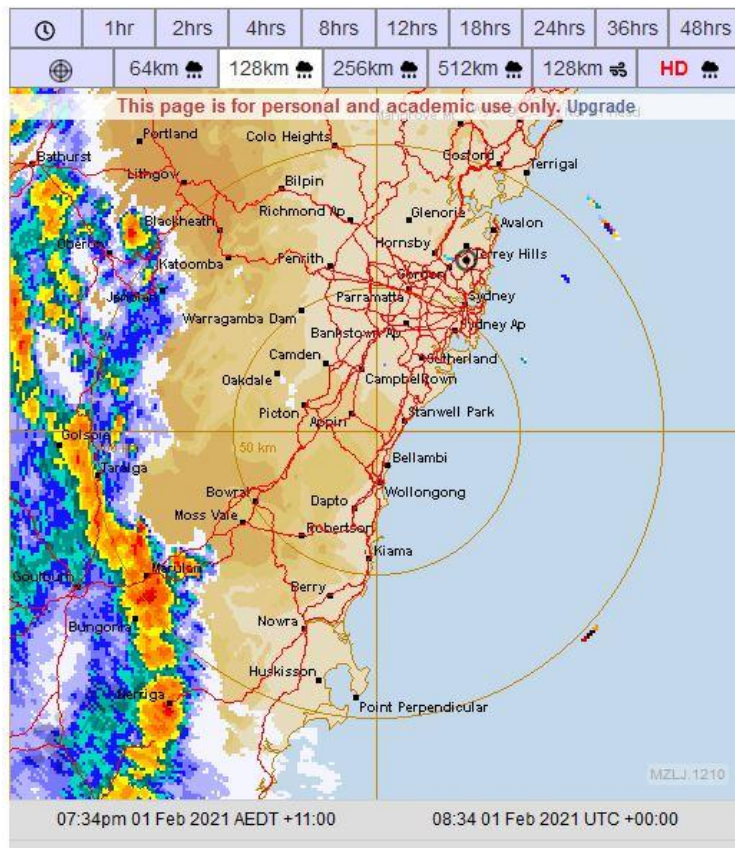 1hr 2hrs 4hrs 8hrs 12hrs 18hrs 24hrs 36hrs 48hrs
64km 128km 256km 512km 128km HD
This page is for personal and academic use only. Upgrade
Portland
Colo Heights
Bathurst
Gosford
Terrigal
Lithgow
Bilpin
Richmond Ap
Glenorie
Blackheath
Avalon
Oberon
Hornsby
Terrey Hills
Katoomba
Penrith
Gordon
Jenolan
Parramatta
Sydney
Warragamba Dam
Bankstown Ap
Sydney Ap
Camden
Sutherland
Oakdale
Campbelltown
Picton
Appin
Stanwell Park
Golspie
50 km
Taralga
Bellambi
Bowral
Wollongong
Dapto
Moss Vale
Robertson
Kiama
Marulan
Goulburn
Berry
Bungonia
Nowra
Huskisson
Nerriga
Point Perpendicular
MZLJ.1210
07:34pm 01 Feb 2021 AEDT +11:00 08:34 01 Feb 2021 UTC +00:00